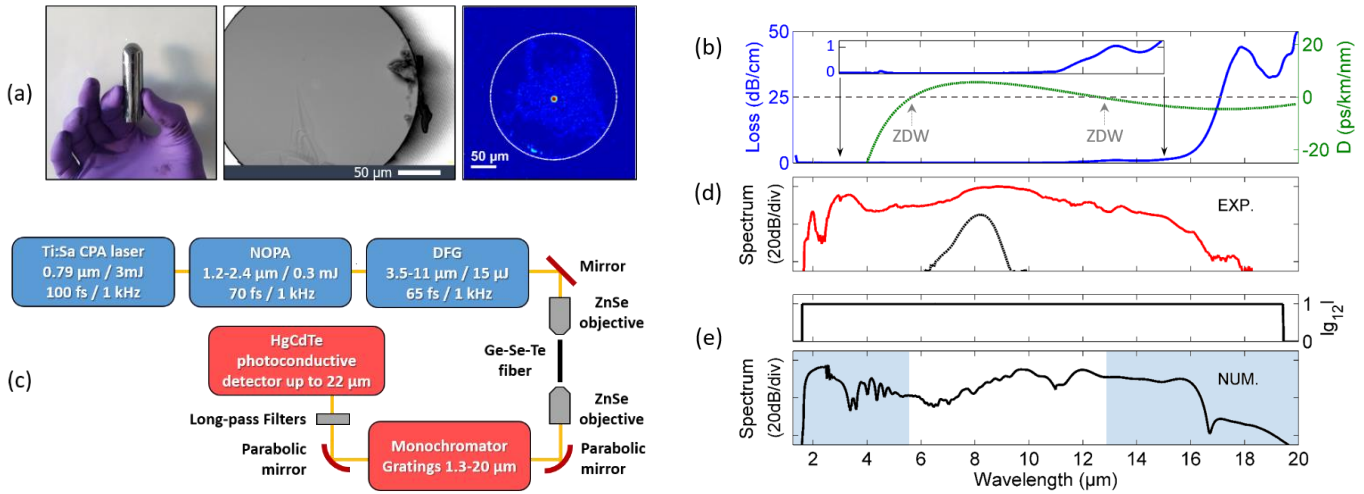 (a)
50 µm
50 µm
(b)
Loss (dB/cm)
50
25
0
1
0
ZDW
ZDW
20
0
-20
D (ps/km/nm)
(c)
Ti:Sa CPA laser
0.79 µm / 3mJ
100 fs / 1 kHz
NOPA
1.2-2.4 µm / 0.3 mJ
70 fs / 1 kHz
DFG
3.5-11 µm / 15 µJ
65 fs / 1 kHz
Mirror
ZnSe
objective
Ge-Se-Te
fiber
ZnSe
objective
HgCdTe
photoconductive
detector up to 22 µm
Long-pass Filters
Parabolic
mirror
Monochromator
Gratings 1.3-20 µm
Parabolic
mirror
(d)
Spectrum
(20dB/div)
EXP.
1
0
|g12|
(e)
Spectrum
(20dB/div)
NUM.
2 4 6 8 10 12 14 16 18 20
Wavelength (µm)